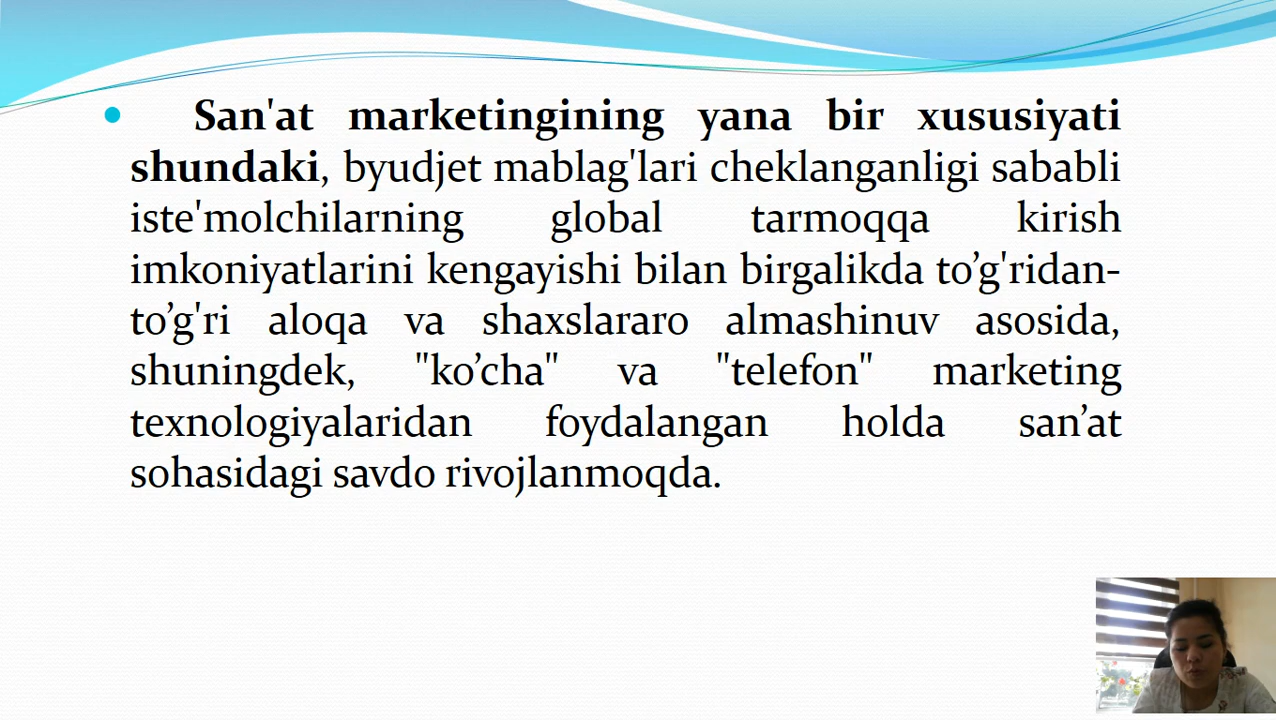 San'at marketingining yana bir xususiyati
shundaki, byudjet mablag'lari cheklanganligi sababli
iste'molchilarning global tarmoqqa kirish
imkoniyatlarini kengayishi bilan birgalikda to’g'ridan-
to’g'ri aloqa va shaxslararo almashinuv asosida,
shuningdek, "ko’cha" va "telefon" marketing
texnologiyalaridan foydalangan holda san’at
sohasidagi savdo rivojlanmoqda.